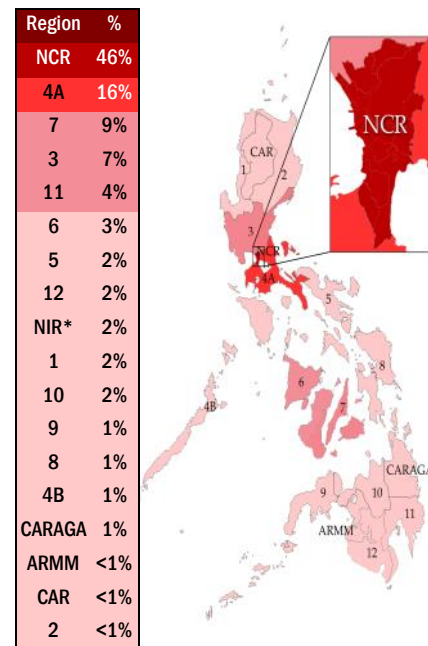 Region %
NCR 46%
4A 16%
7 9%
3 7%
11 4%
6 3%
5 2%
12 2%
NIR* 2%
1 2%
10 2%
9 1%
8 1%
4B 1%
CARAGA 1%
ARMM <1%
CAR <1%
2 <1%
NCR
CAR
1
2
3
NCR
4A
5
6
7
8
4B
CARAGA
9
10
11
ARMM
12